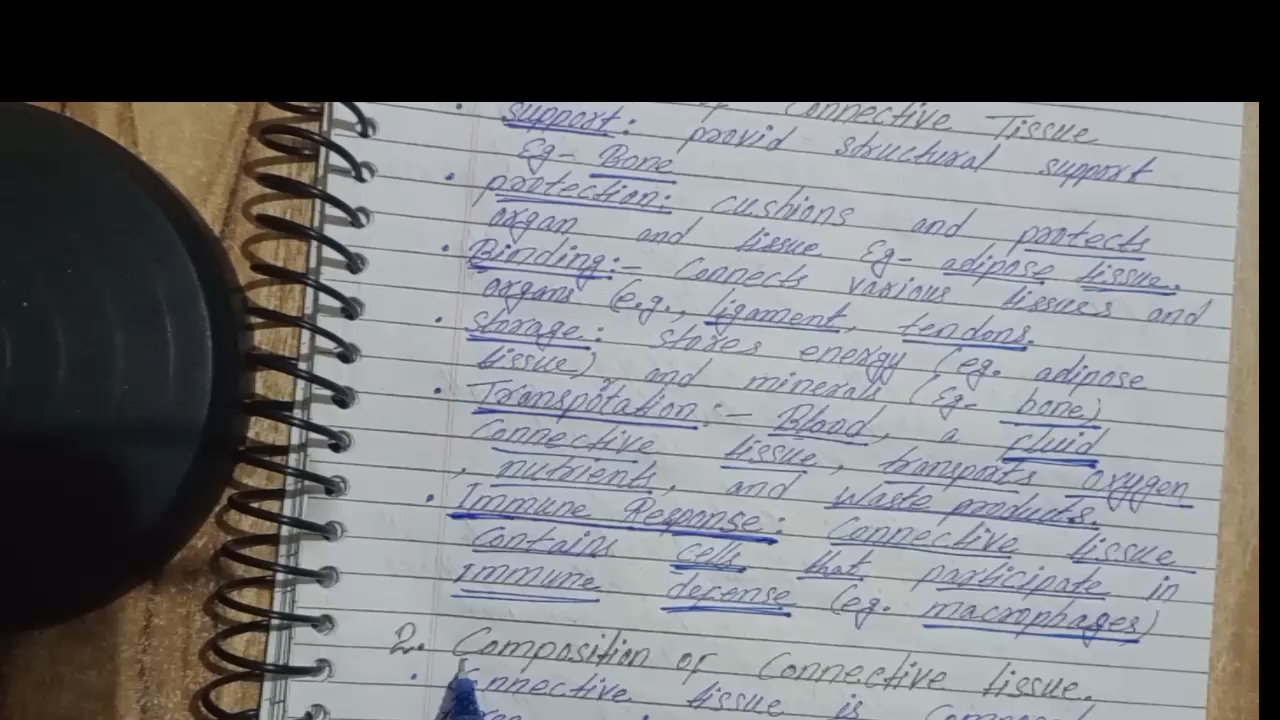 Connective Tissue
• support: provid structural support
Eg- Bone
• protection: cushions and protects
organ and tissue Eg- adipose tissue.
• Binding:- connects various tissues and
organs (e.g., ligament, tendons.
• storage: stores energy (eg. adipose
tissue) and minerals (Eg- bone)
• Transpotation:- Blood, a fluid
Connective tissue, transports oxygen
, nutrients, and waste products.
• Immune Response: Connective tissue
Contains cells that participate in
Immune defense (eg. macrophages)
2. Composition of Connective tissue.
• Connective tissue is